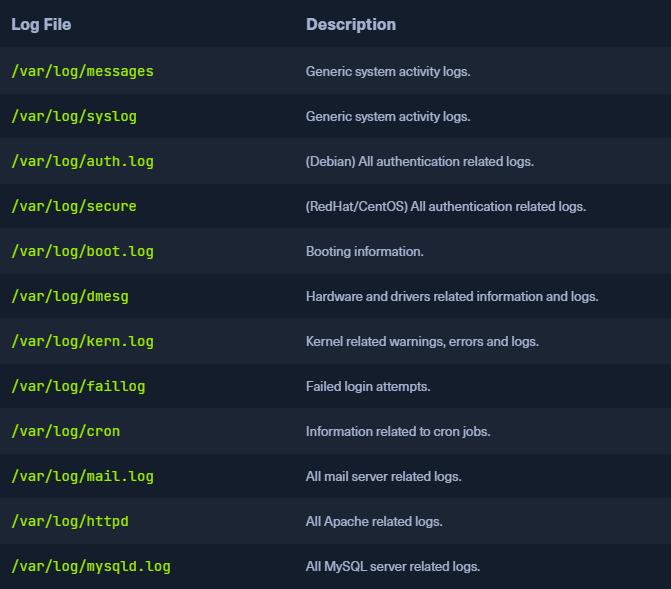 Log File Description
/var/log/messages Generic system activity logs.
/var/log/syslog Generic system activity logs.
/var/log/auth.log (Debian) All authentication related logs.
/var/log/secure (RedHat/CentOS) All authentication related logs.
/var/log/boot.log Booting information.
/var/log/dmesg Hardware and drivers related information and logs.
/var/log/kern.log Kernel related warnings, errors and logs.
/var/log/faillog Failed login attempts.
/var/log/cron Information related to cron jobs.
/var/log/mail.log All mail server related logs.
/var/log/httpd All Apache related logs.
/var/log/mysqld.log All MySQL server related logs.